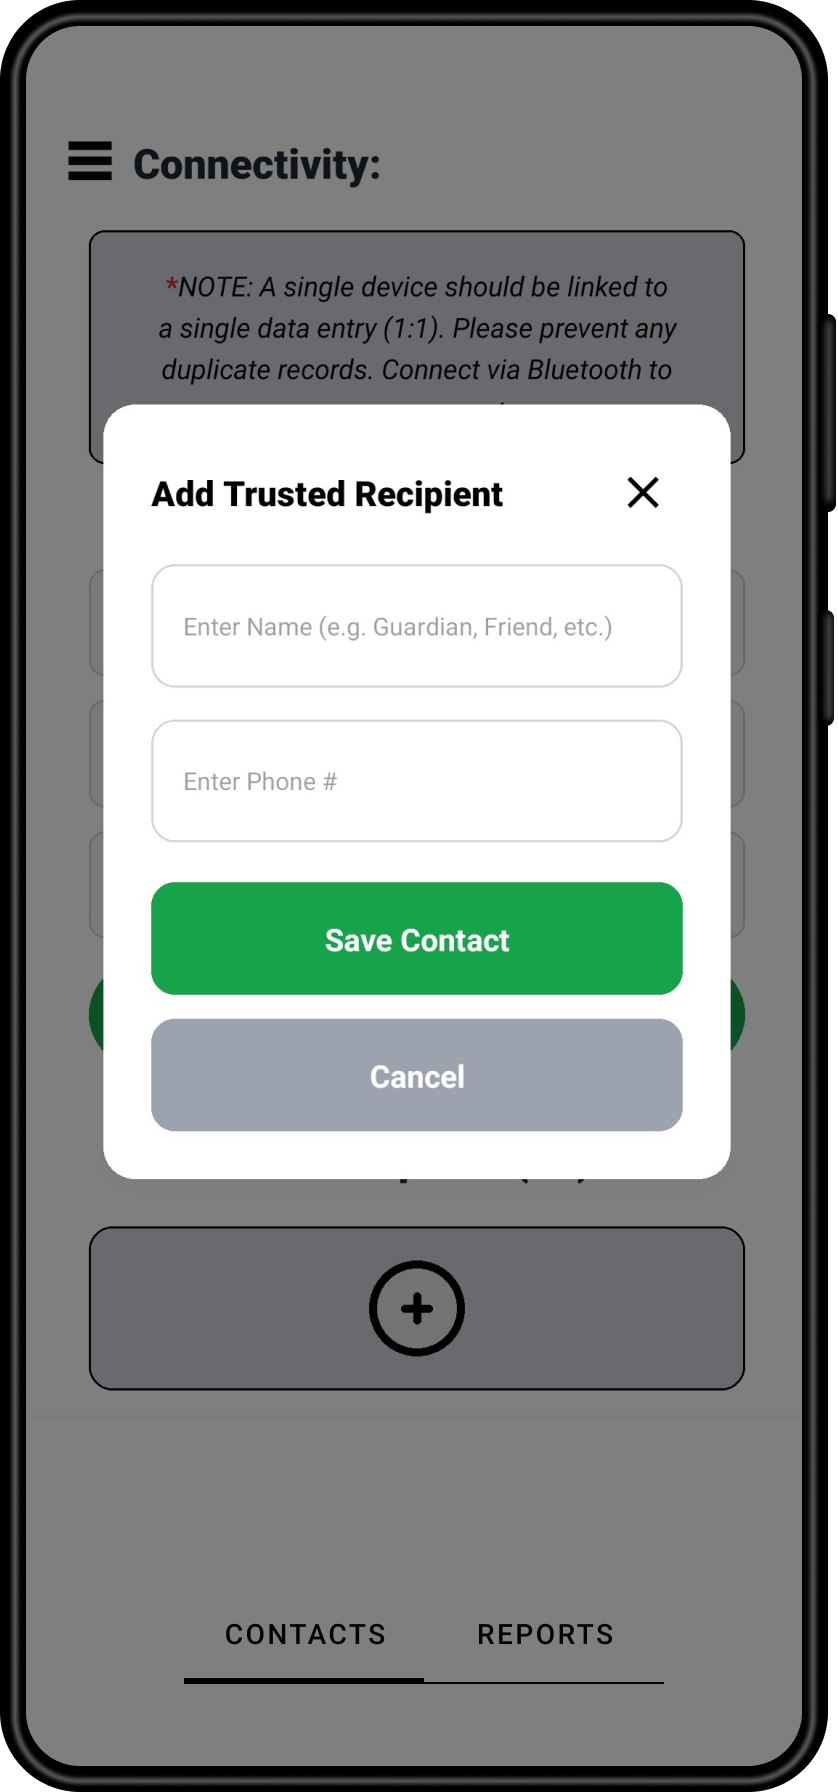 Connectivity:
*NOTE: A single device should be linked to
a single data entry (1:1). Please prevent any
duplicate records. Connect via Bluetooth to
Add Trusted Recipient
Enter Name (e.g. Guardian, Friend, etc.)
Enter Phone #
Save Contact
Cancel
CONTACTS REPORTS